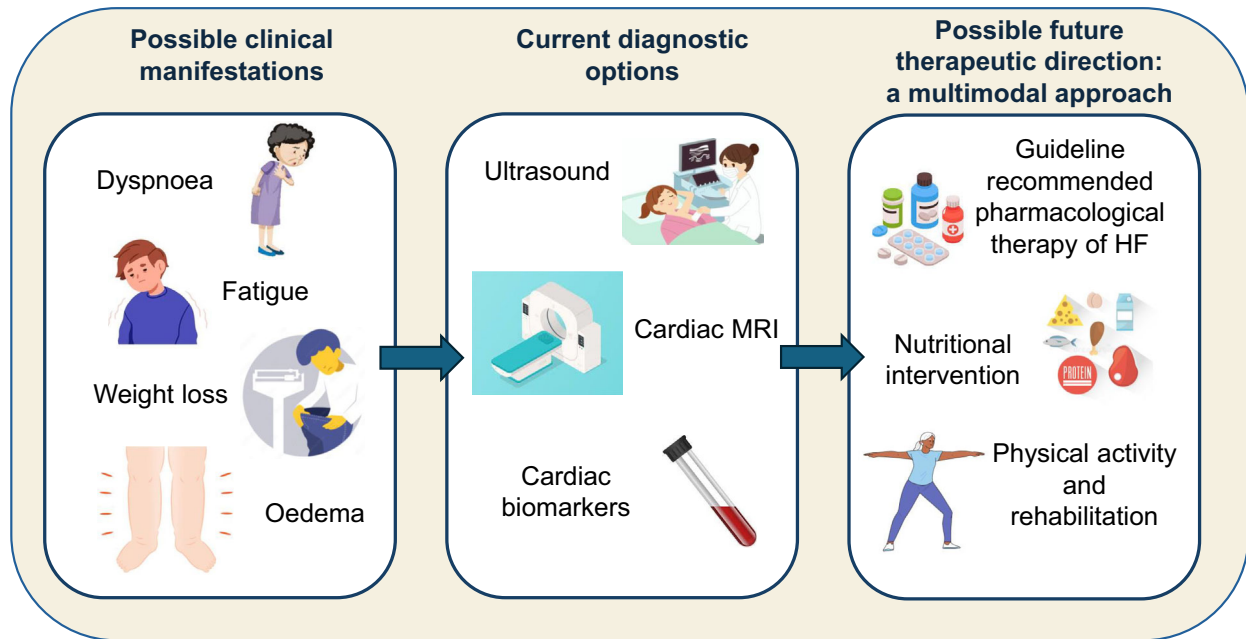 Possible clinical
manifestations
Dyspnoea
Fatigue
Weight loss
Oedema
Current diagnostic
options
Ultrasound
Cardiac MRI
Cardiac
biomarkers
Possible future
therapeutic direction:
a multimodal approach
Guideline
recommended
pharmacological
therapy of HF
Nutritional
intervention
PROTEIN
Physical activity
and
rehabilitation